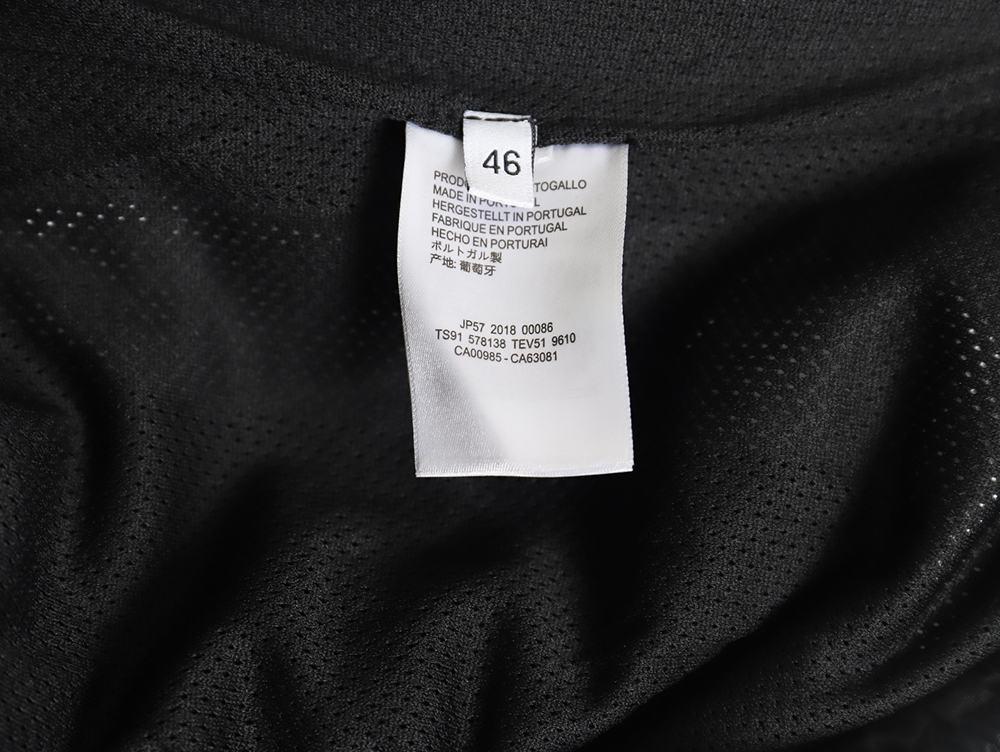 46
PROD TOGALLO
MADE IN PORTU L
HERGESTELLT IN PORTUGAL
FABRIQUE EN PORTUGAL
HECHO EN PORTURAI
ポルトガル製
产地: 葡萄牙
JP57 2018 00086
TS91 578138 TEV51 9610
CA00985-CA63081